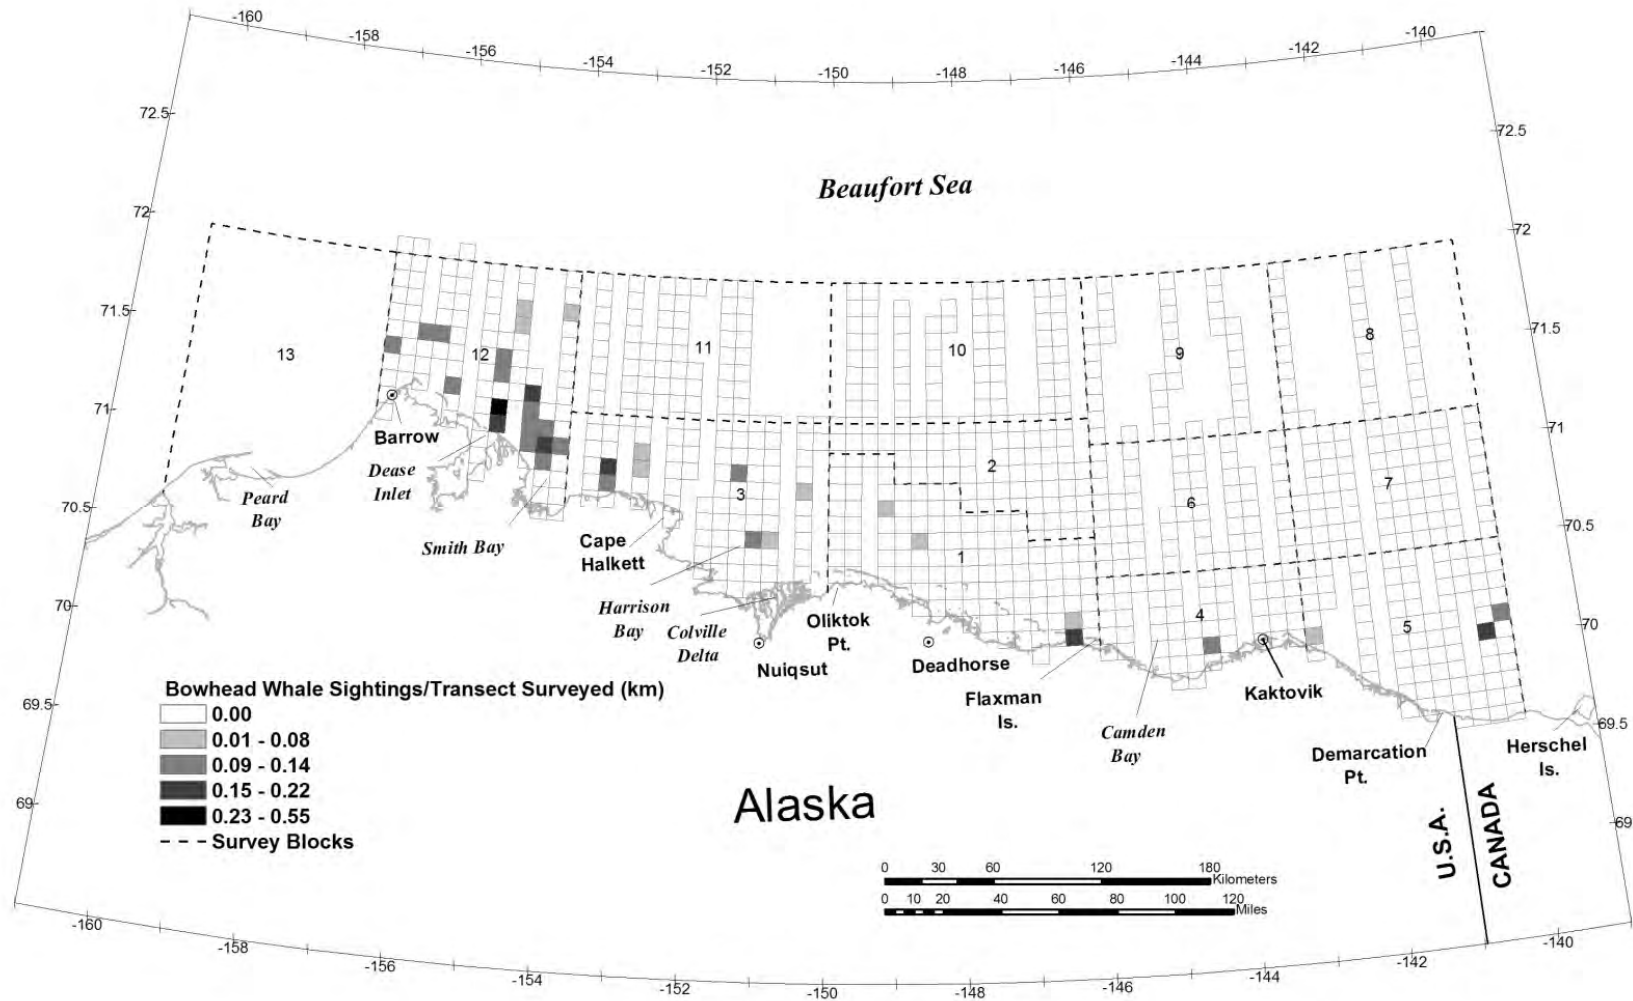 -160
-158
-156
-154
-152
-150
-148
-146
-144
-142
-140
72.5
72.5
Beaufort Sea
72
72
71.5
71.5
13
12
11
10
9
8
71
71
Barrow
Dease
Inlet
Peard
Bay
Smith Bay
Cape
Halkett
Harrison
Bay
Colville
Delta
Nuiqsut
Oliktok
Pt.
Deadhorse
Flaxman
Is.
Camden
Bay
Kaktovik
Demarcation
Pt.
Herschel
Is.
3
2
1
6
7
4
5
70.5
70.5
70
70
69.5
69.5
69
69
Bowhead Whale Sightings/Transect Surveyed (km)
0.00
0.01 - 0.08
0.09 - 0.14
0.15 - 0.22
0.23 - 0.55
Survey Blocks
Alaska
U.S.A.
CANADA
0 30 60 120 180
Kilometers
0 10 20 40 60 80 100 120
Miles
-160
-158
-156
-154
-152
-150
-148
-146
-144
-142
-140